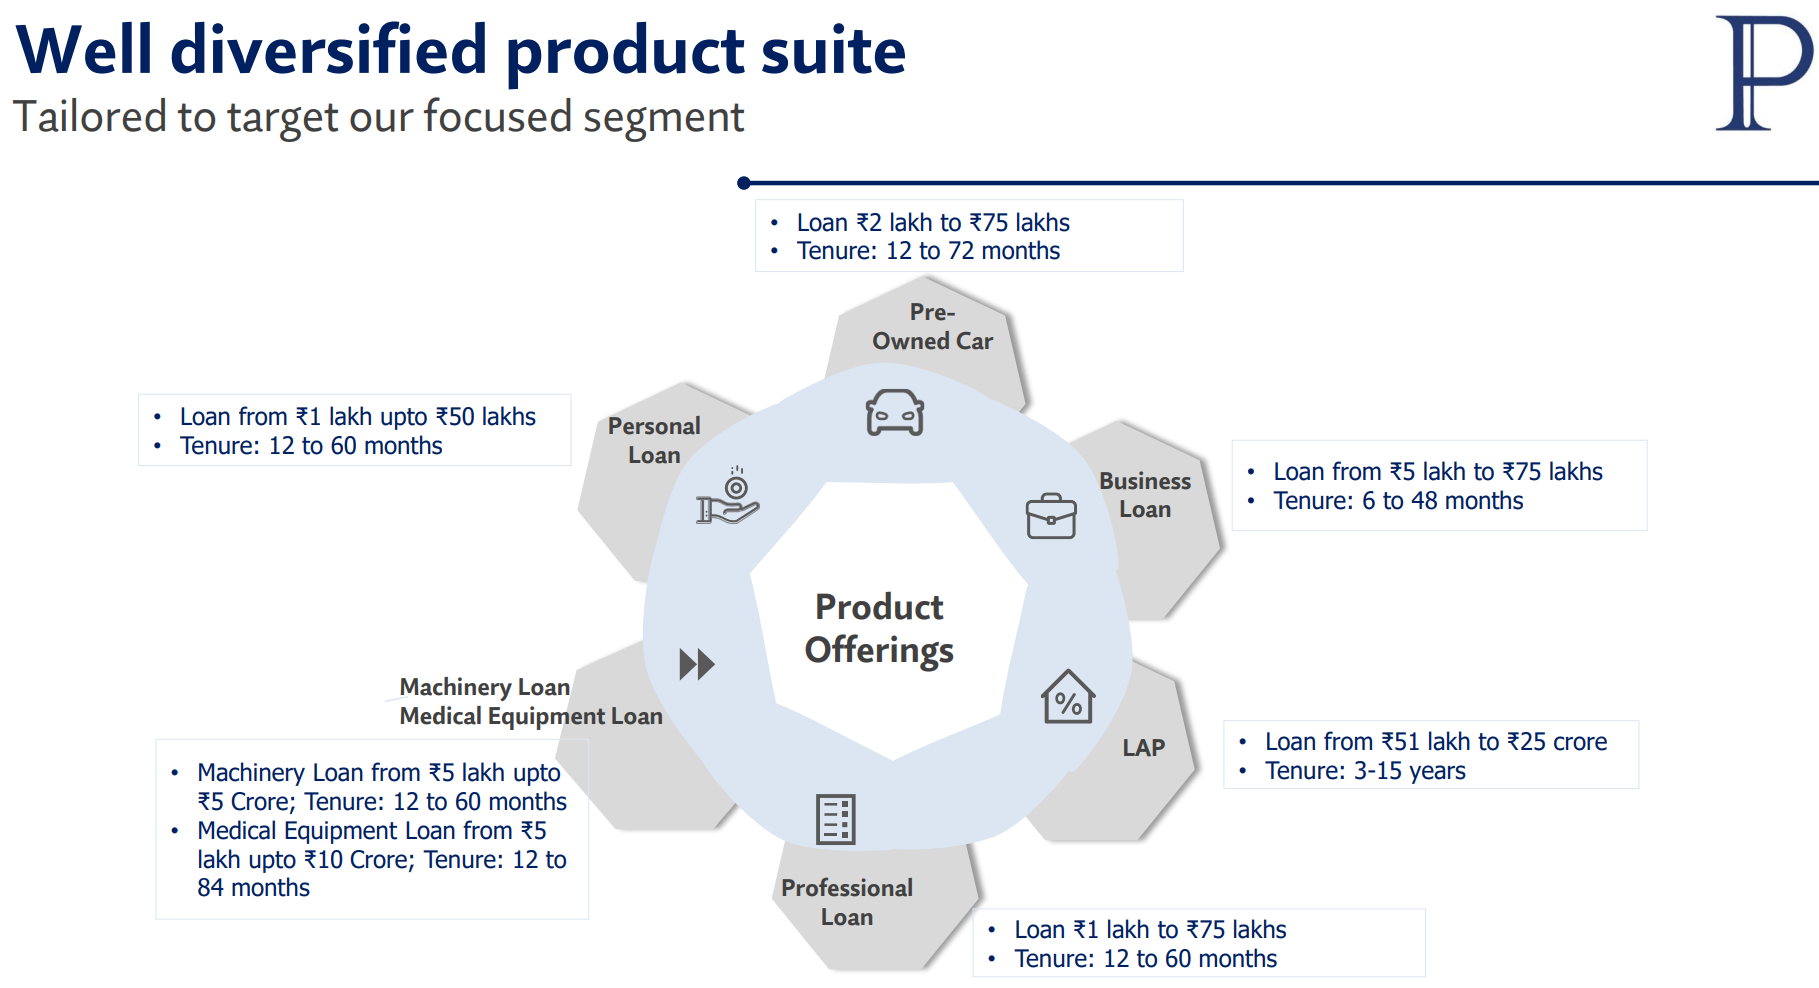 Well diversified product suite
Tailored to target our focused segment
P
• Loan ₹2 lakh to ₹75 lakhs
• Tenure: 12 to 72 months
Pre-
Owned Car
• Loan from ₹1 lakh upto ₹50 lakhs
• Tenure: 12 to 60 months
Personal
Loan
Business
Loan
• Loan from ₹5 lakh to ₹75 lakhs
• Tenure: 6 to 48 months
Product
Offerings
Machinery Loan
Medical Equipment Loan
• Machinery Loan from ₹5 lakh upto
₹5 Crore; Tenure: 12 to 60 months
• Medical Equipment Loan from ₹5
lakh upto ₹10 Crore; Tenure: 12 to
84 months
%
LAP
• Loan from ₹51 lakh to ₹25 crore
• Tenure: 3-15 years
Professional
Loan
• Loan ₹1 lakh to ₹75 lakhs
• Tenure: 12 to 60 months